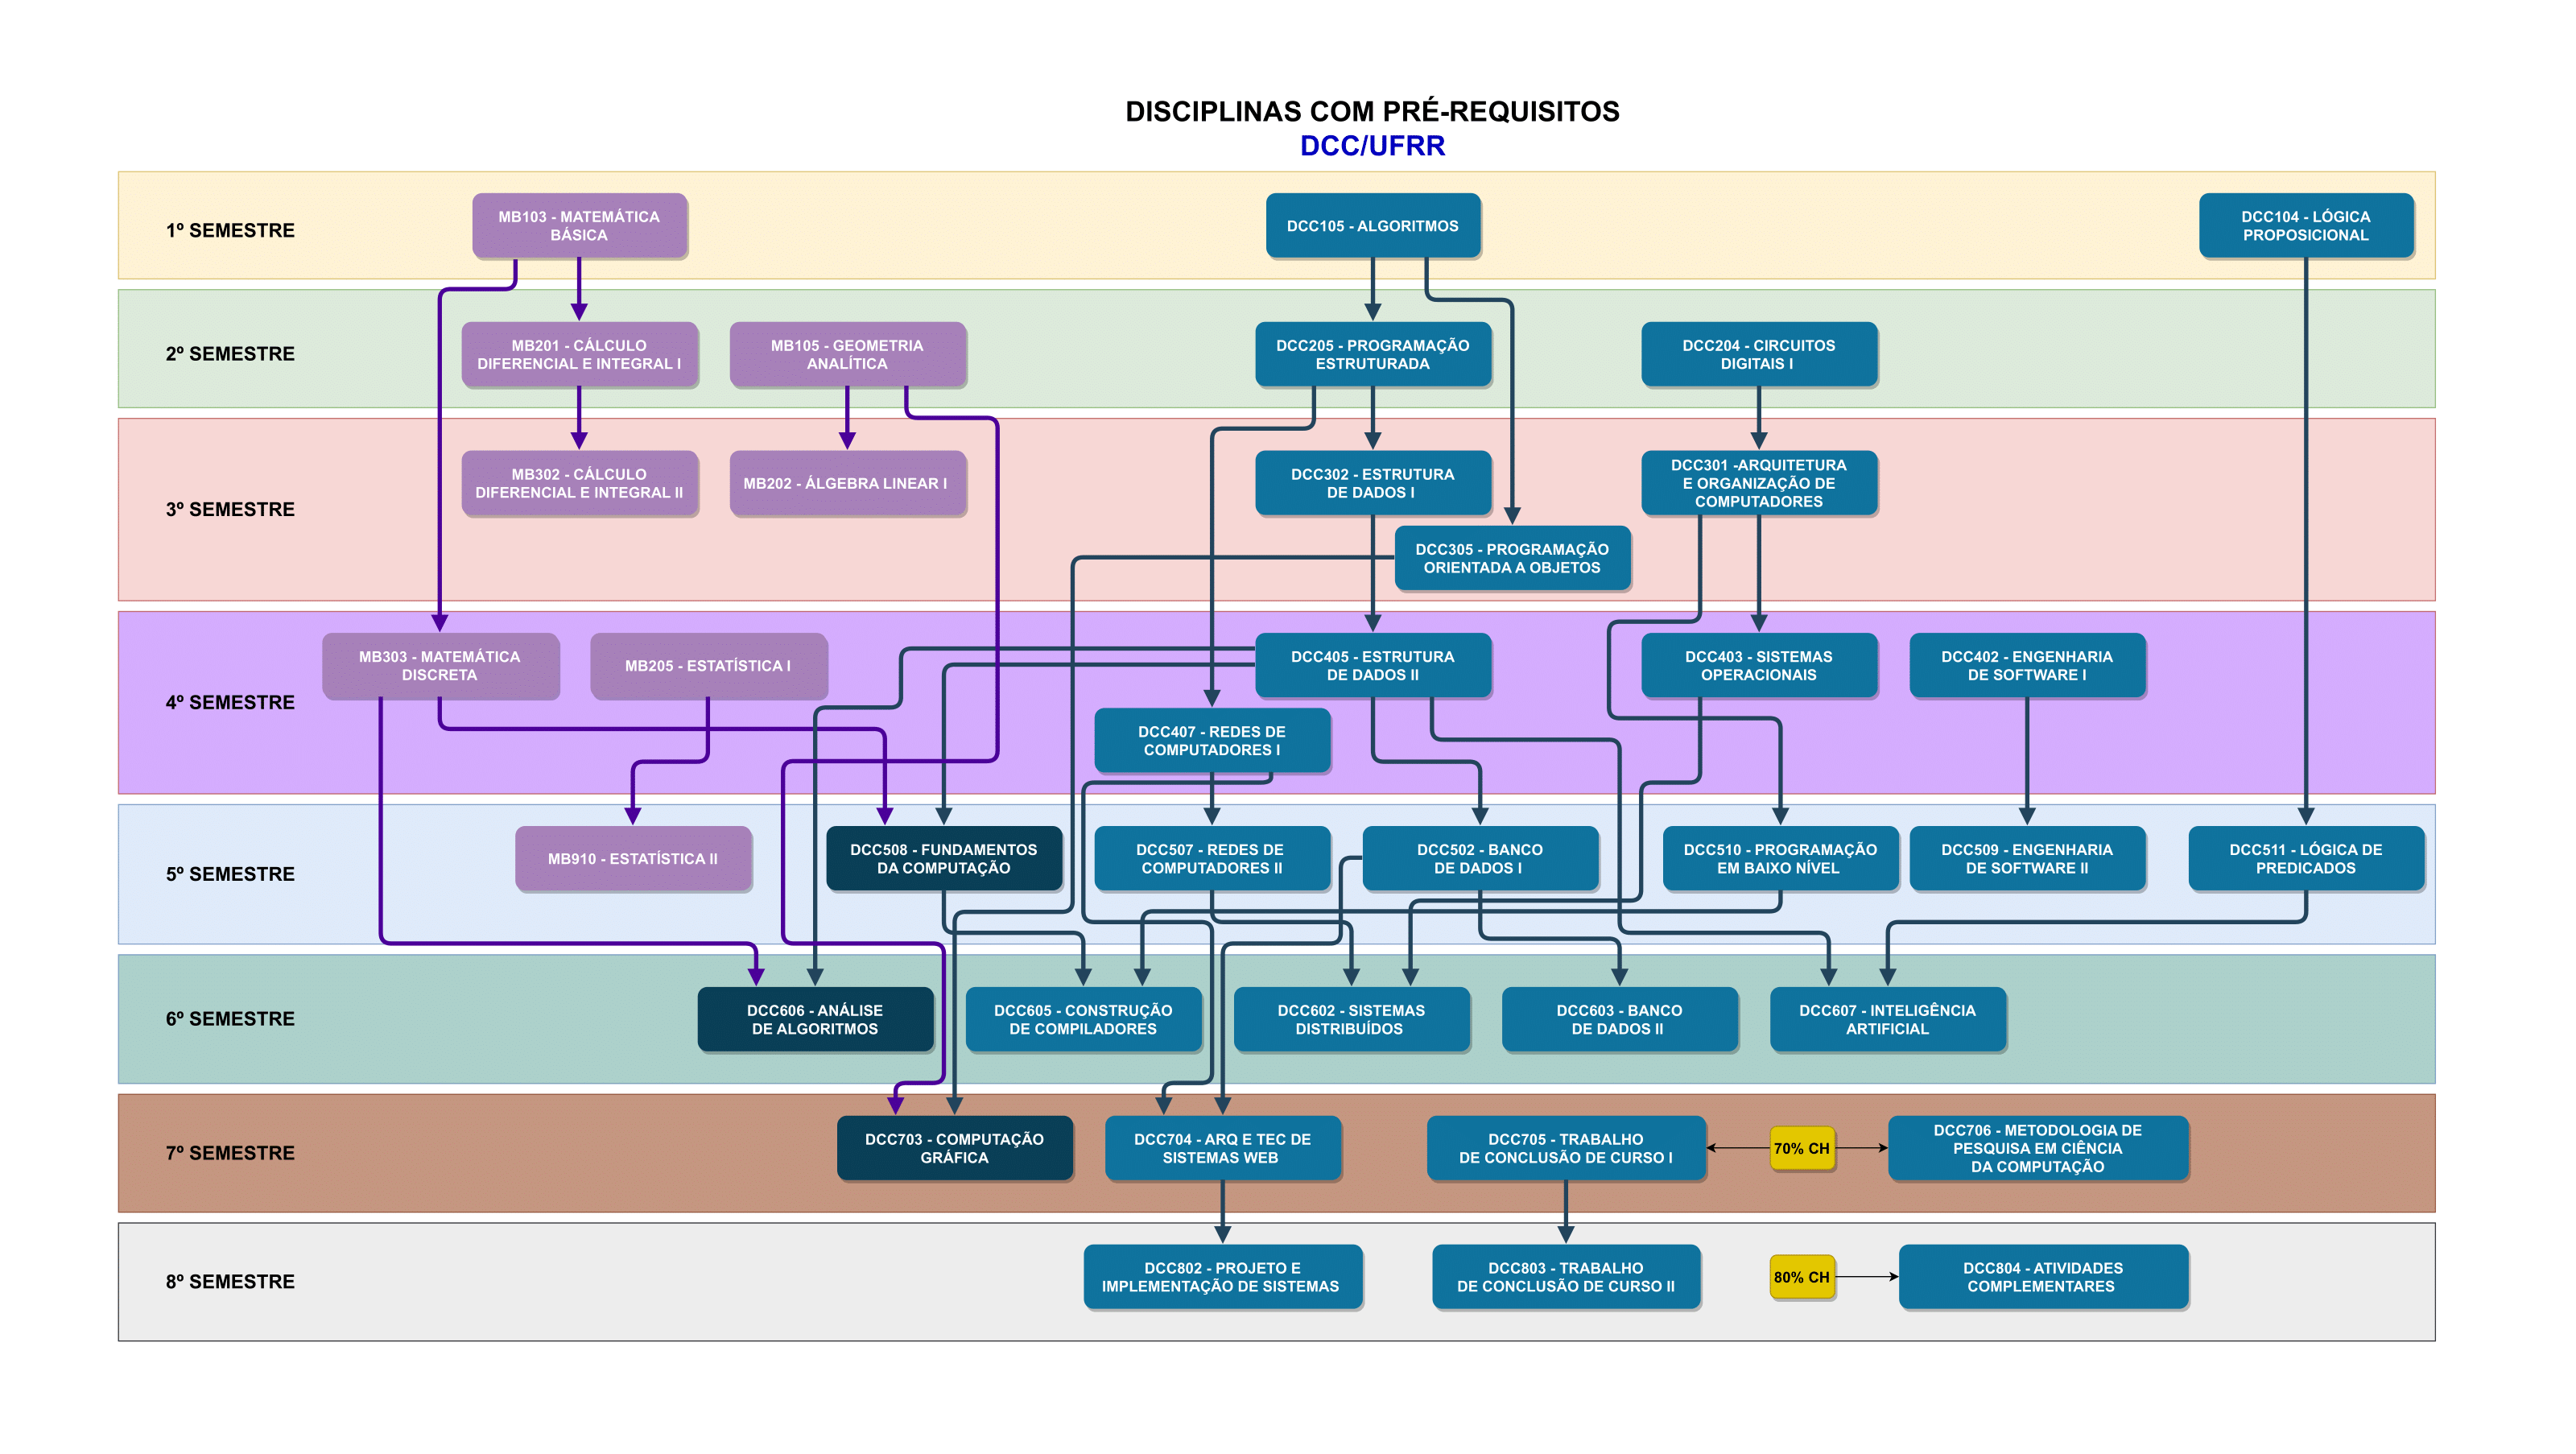 DISCIPLINAS COM PRÉ-REQUISITOS
DCC/UFRR
1º SEMESTRE
MB103 - MATEMÁTICA
BÁSICA
DCC105 - ALGORITMOS
DCC104 - LÓGICA
PROPOSICIONAL
2º SEMESTRE
MB201 - CÁLCULO
DIFERENCIAL E INTEGRAL I
MB105 - GEOMETRIA
ANALÍTICA
DCC205 - PROGRAMAÇÃO
ESTRUTURADA
DCC204 - CIRCUITOS
DIGITAIS I
3º SEMESTRE
MB302 - CÁLCULO
DIFERENCIAL E INTEGRAL II
MB202 - ÁLGEBRA LINEAR I
DCC302 - ESTRUTURA
DE DADOS I
DCC301 -ARQUITETURA
E ORGANIZAÇÃO DE
COMPUTADORES
DCC305 - PROGRAMAÇÃO
ORIENTADA A OBJETOS
4º SEMESTRE
MB303 - MATEMÁTICA
DISCRETA
MB205 - ESTATÍSTICA I
DCC405 - ESTRUTURA
DE DADOS II
DCC403 - SISTEMAS
OPERACIONAIS
DCC402 - ENGENHARIA
DE SOFTWARE I
DCC407 - REDES DE
COMPUTADORES I
5º SEMESTRE
MB910 - ESTATÍSTICA II
DCC508 - FUNDAMENTOS
DA COMPUTAÇÃO
DCC507 - REDES DE
COMPUTADORES II
DCC502 - BANCO
DE DADOS I
DCC510 - PROGRAMAÇÃO
EM BAIXO NÍVEL
DCC509 - ENGENHARIA
DE SOFTWARE II
DCC511 - LÓGICA DE
PREDICADOS
6º SEMESTRE
DCC606 - ANÁLISE
DE ALGORITMOS
DCC605 - CONSTRUÇÃO
DE COMPILADORES
DCC602 - SISTEMAS
DISTRIBUÍDOS
DCC603 - BANCO
DE DADOS II
DCC607 - INTELIGÊNCIA
ARTIFICIAL
7º SEMESTRE
DCC703 - COMPUTAÇÃO
GRÁFICA
DCC704 - ARQ E TEC DE
SISTEMAS WEB
DCC705 - TRABALHO
DE CONCLUSÃO DE CURSO I
70% CH
DCC706 - METODOLOGIA DE
PESQUISA EM CIÊNCIA
DA COMPUTAÇÃO
8º SEMESTRE
DCC802 - PROJETO E
IMPLEMENTAÇÃO DE SISTEMAS
DCC803 - TRABALHO
DE CONCLUSÃO DE CURSO II
80% CH
DCC804 - ATIVIDADES
COMPLEMENTARES